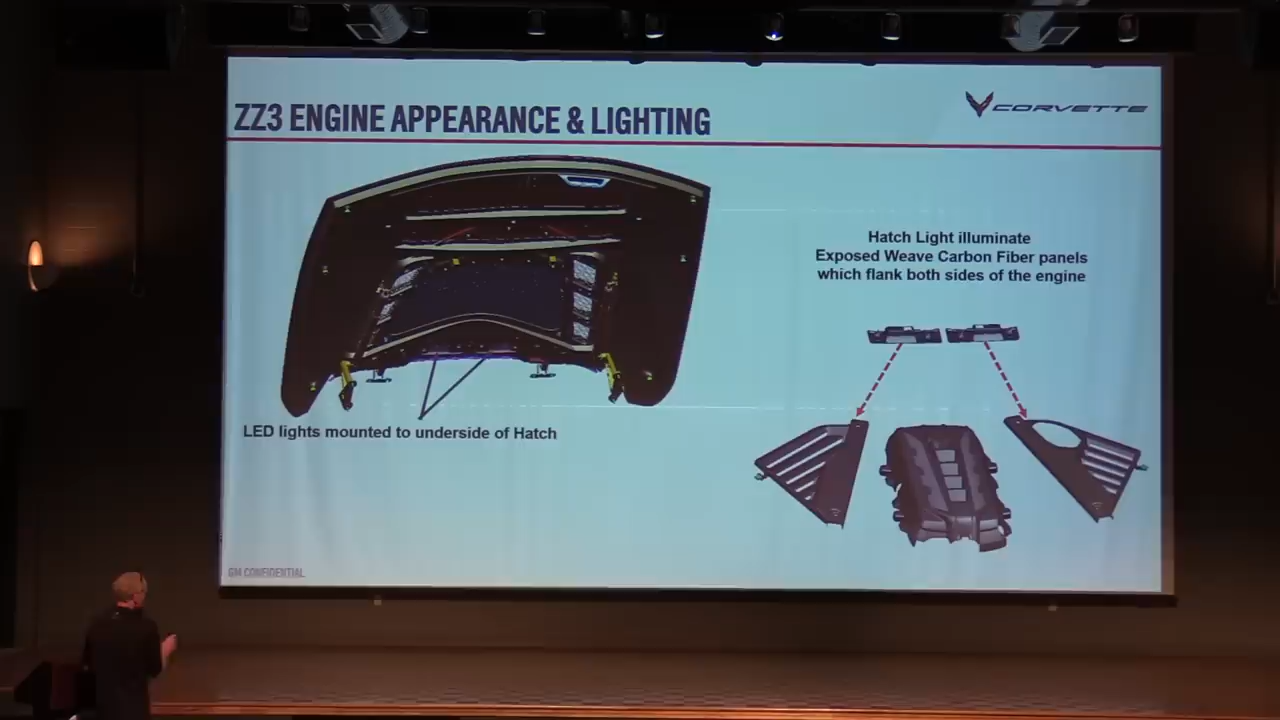 ZZ3 ENGINE APPEARANCE & LIGHTING
CORVETTE
Hatch Light illuminate
Exposed Weave Carbon Fiber panels
which flank both sides of the engine
LED lights mounted to underside of Hatch
GM CONFIDENTIAL